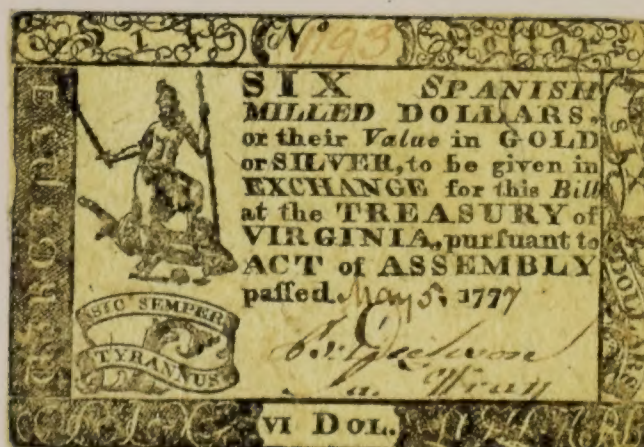 No 1193
SIX SPANISH
MILLED DOLLARS,
or their Value in GOLD
or SILVER, to be given in
EXCHANGE for this Bill
at the TREASURY of
VIRGINIA, purſuant to
ACT of ASSEMBLY
paſſed May 5, 1777
SIC SEMPER
TYRANNUS
VI DOL.